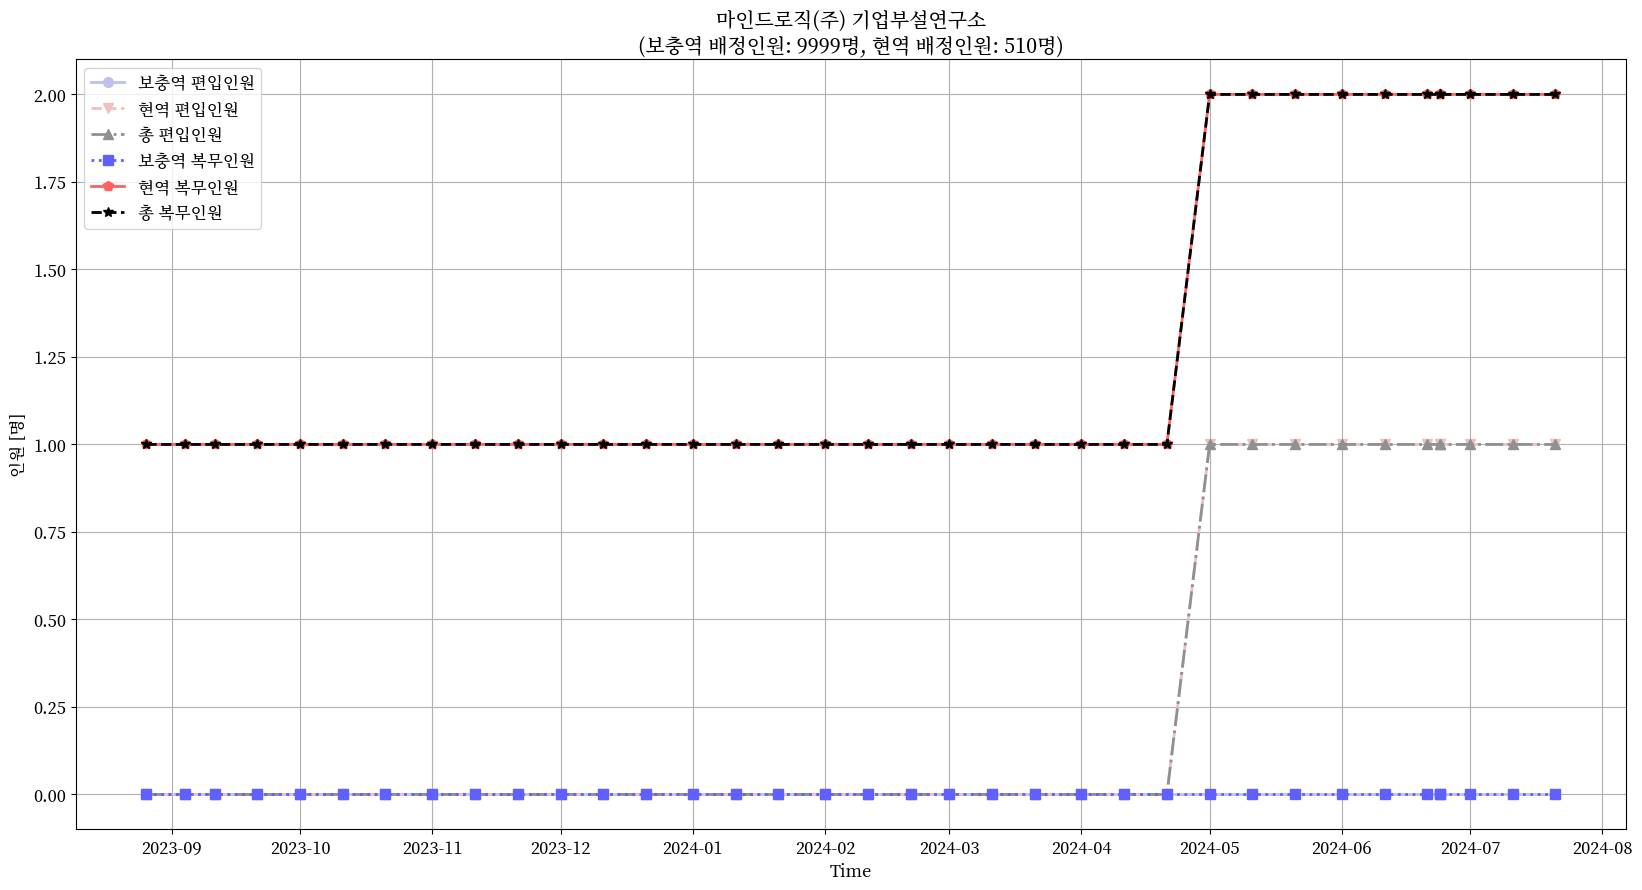 마인드로직(주) 기업부설연구소
(보충역 배정인원: 9999명, 현역 배정인원: 510명)
보충역 편입인원
현역 편입인원
총 편입인원
보충역 복무인원
현역 복무인원
총 복무인원
인원 [명]
2.00
1.75
1.50
1.25
1.00
0.75
0.50
0.25
0.00
2023-09 2023-10 2023-11 2023-12 2024-01 2024-02 2024-03 2024-04 2024-05 2024-06 2024-07 2024-08
Time